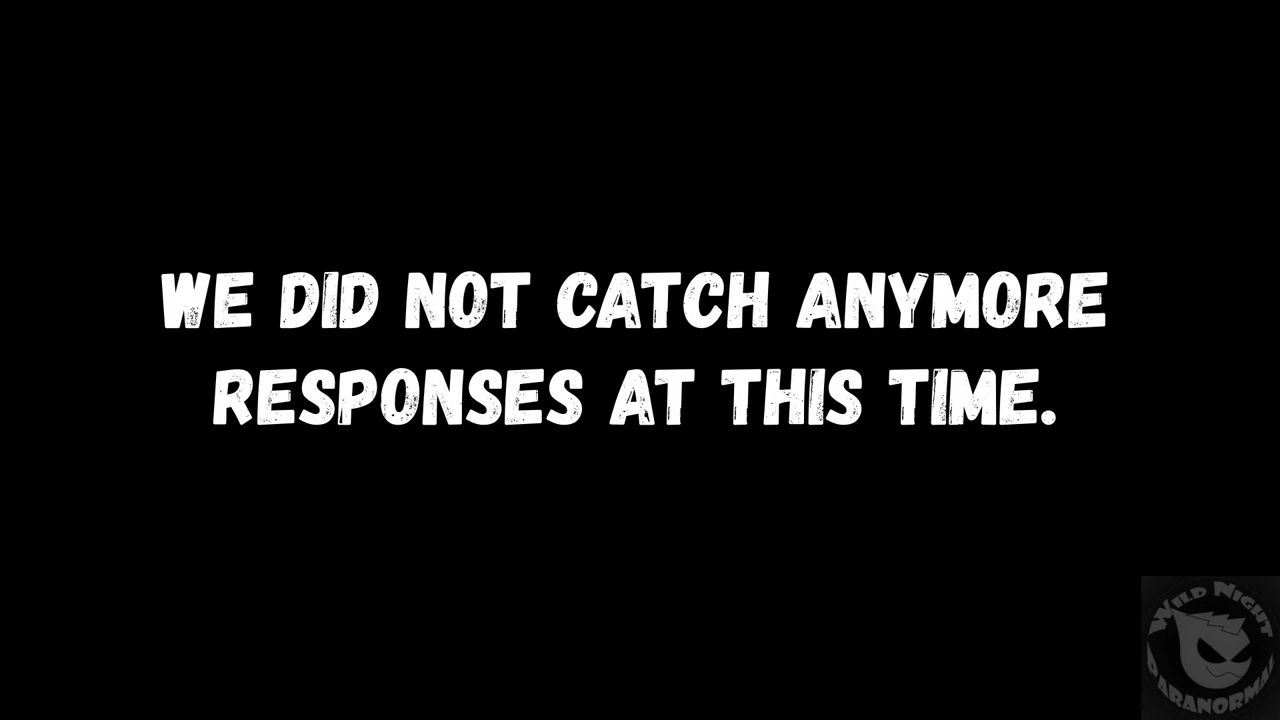 WE DID NOT CATCH ANYMORE
RESPONSES AT THIS TIME.
WILD NIGHT
PARANORMAL